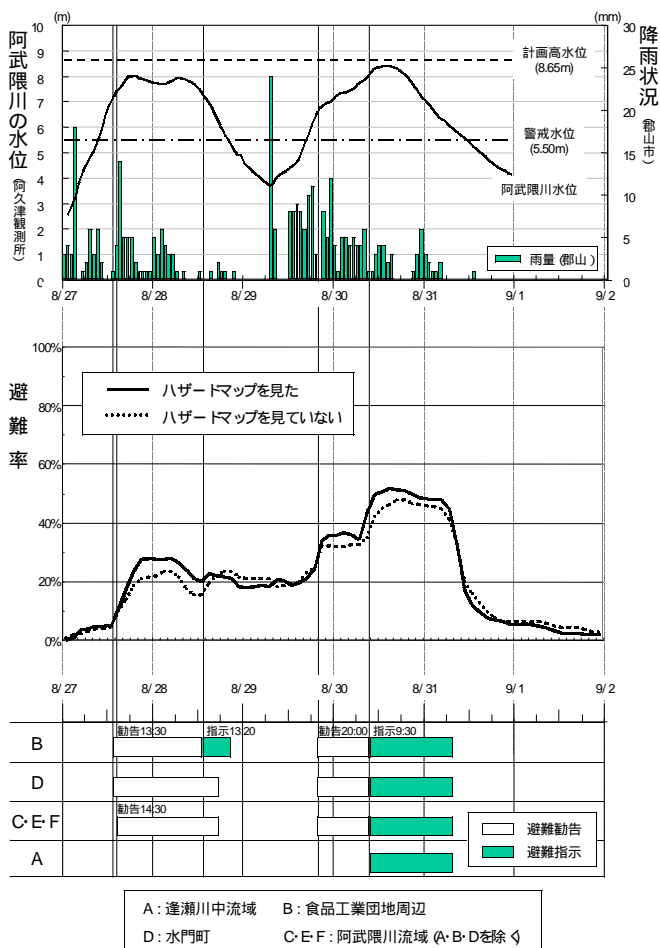 (m)
(mm)
阿武隈川の水位
(阿久津観測所)
降雨状況
(郡山市)
10
9
8
7
6
5
4
3
2
1
0
30
25
20
15
10
5
0
計画高水位
(8.65m)
警戒水位
(5.50m)
阿武隈川水位
雨量 (郡山)
8/27
8/28
8/29
8/30
8/31
9/1
9/2
避難率
100%
80%
60%
40%
20%
0%
ハザードマップを見た
ハザードマップを見ていない
8/27
8/28
8/29
8/30
8/31
9/1
9/2
B
勧告13:30
指示13:20
勧告20:00
指示9:30
D
C・E・F
勧告14:30
A
避難勧告
避難指示
A : 逢瀬川中流域 B : 食品工業団地周辺
D : 水門町 C・E・F : 阿武隈川流域 (A・B・Dを除く)